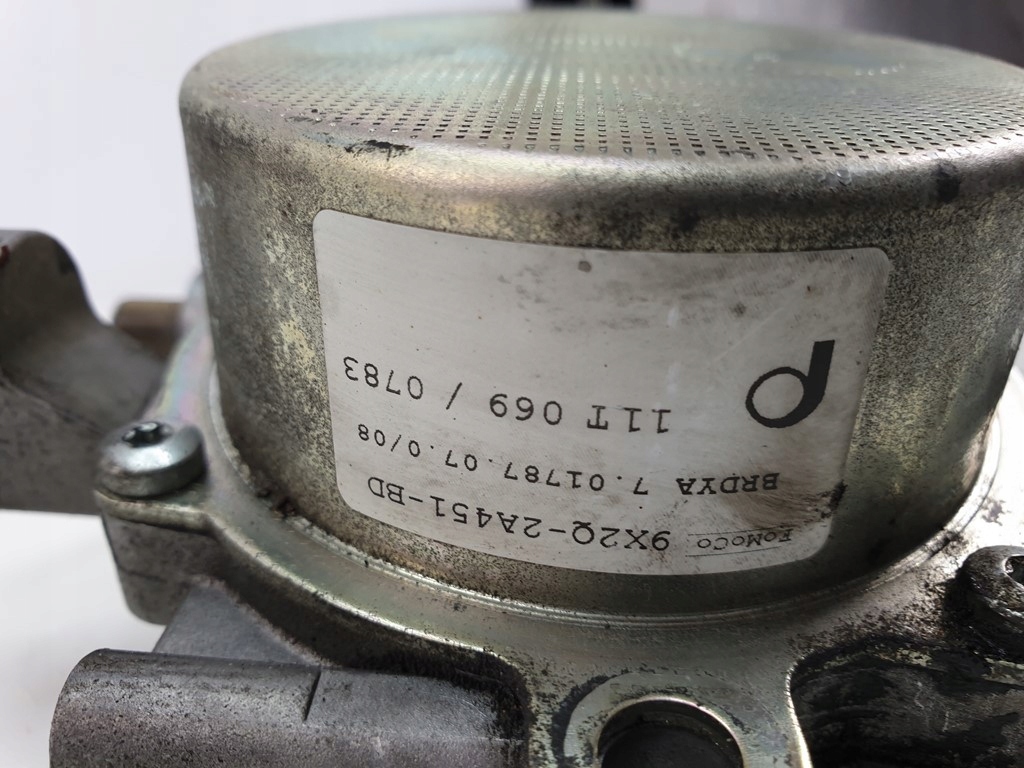 FoMoCo 9X2Q-2A451-BD
BRDYA 7.01787.07.0/08
11T 069 / 0783